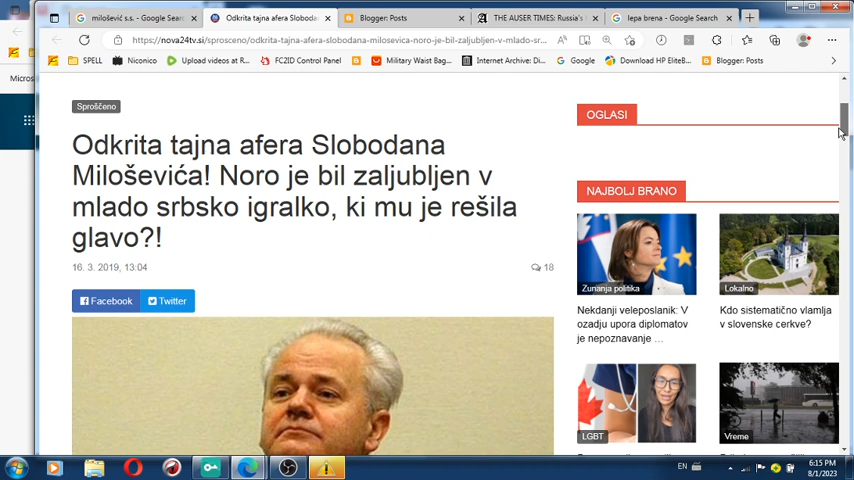 milošević s.s. - Google Sear
Odkrita tajna afera Slobodan
Blogger: Posts
THE AUSER TIMES: Russia's
lepa brena - Google Search
https://nova24tv.si/sprosceno/odkrita-tajna-afera-slobodana-milosevica-noro-je-bil-zaljubljen-v-mlado-sr...
SPELL
Niconico
Upload videos at R...
FCZID Control Panel
Military Waist Bag...
Internet Archive: Di...
Google
Download HP EliteB...
Blogger: Posts
Micros
Sproščeno
Odkrita tajna afera Slobodana
Miloševića! Noro je bil zaljubljen v
mlado srbsko igralko, ki mu je rešila
glavo?!
16. 3. 2019, 13:04
18
Facebook
Twitter
OGLASI
NAJBOLJ BRANO
Zunanja politika
Nekdanji veleposlanik: V
ozadju upora diplomatov
je nepoznavanje ...
Lokalno
Kdo sistematično vlamlja
v slovenske cerkve?
LGBT
Vreme
EN
6:15 PM
8/1/2023